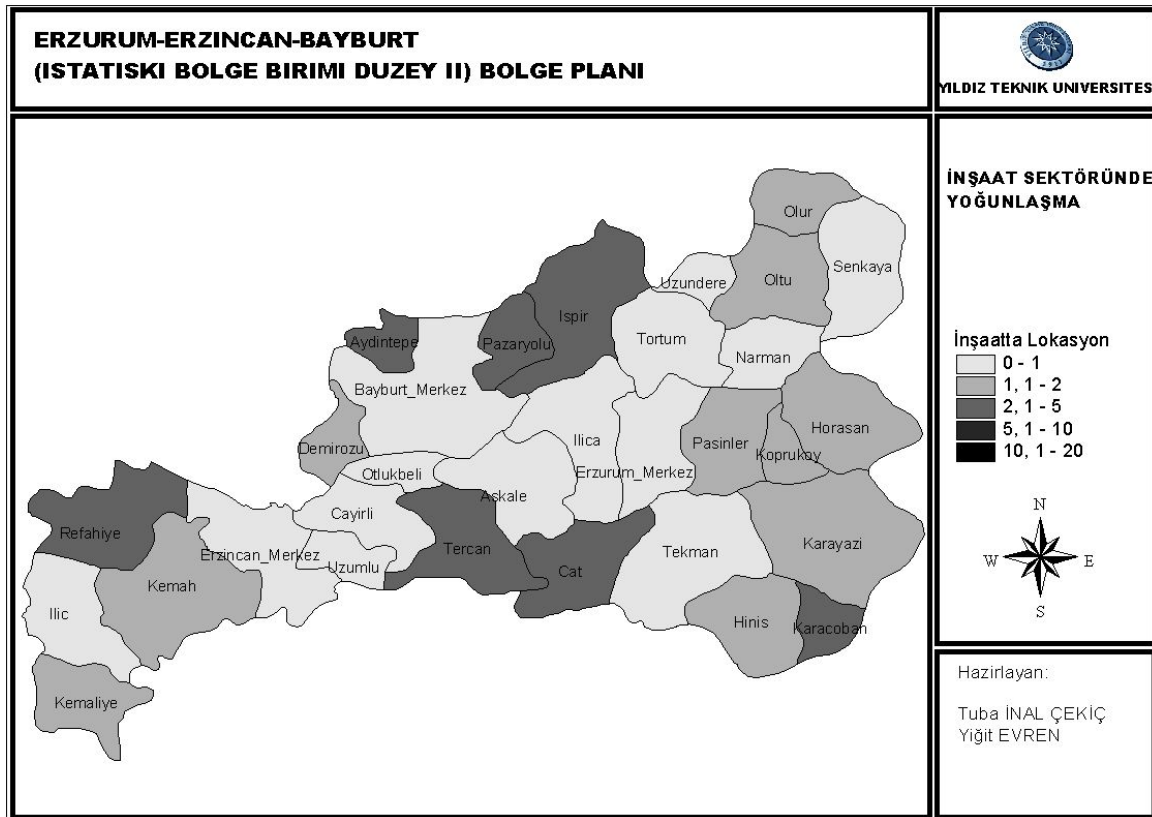 ERZURUM-ERZINCAN-BAYBURT
(ISTATISKI BOLGE BIRIMI DUZEY II) BOLGE PLANI
YILDIZ TEKNIK UNIVERSITES
İNŞAAT SEKTÖRÜNDE
YOĞUNLAŞMA
İnşaatta Lokasyon
0 - 1
1, 1 - 2
2, 1 - 5
5, 1 - 10
10, 1 - 20
N
W
E
S
Hazirlayan:
Tuba İNAL ÇEKİÇ
Yiğit EVREN
Olur
Senkaya
Uzundere
Oltu
Ispir
Tortum
Aydintepe
Pazaryolu
Narman
Bayburt_Merkez
Horasan
Ilica
Pasinler
Koprukoy
Demirozu
Otlukbeli
Erzurum_Merkez
Askale
Cayirli
Refahiye
Tercan
Karayazi
Erzincan_Merkez
Uzumlu
Cat
Tekman
Kemah
Ilic
Hinis
Karacoban
Kemaliye